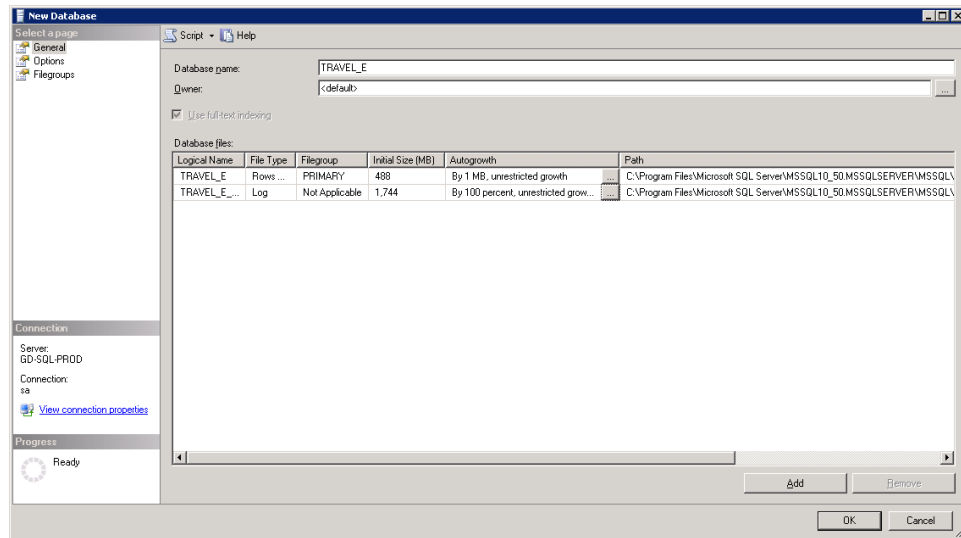 New Database
Select a page
General
Options
Filegroups
Script Help
Database name: TRAVEL_E
Owner: <default> ...
Use full-text indexing
Database files:
Logical Name File Type Filegroup Initial Size (MB) Autogrowth Path
TRAVEL_E Rows ... PRIMARY 488 By 1 MB, unrestricted growth ... C:\Program Files\Microsoft SQL Server\MSSQL10_50.MSSQLSERVER\MSSQL\
TRAVEL_E_... Log Not Applicable 1,744 By 100 percent, unrestricted grow... ... C:\Program Files\Microsoft SQL Server\MSSQL10_50.MSSQLSERVER\MSSQL\
Connection
Server:
GD-SQL-PROD
Connection:
sa
View connection properties
Progress
Ready
Add Remove
OK Cancel